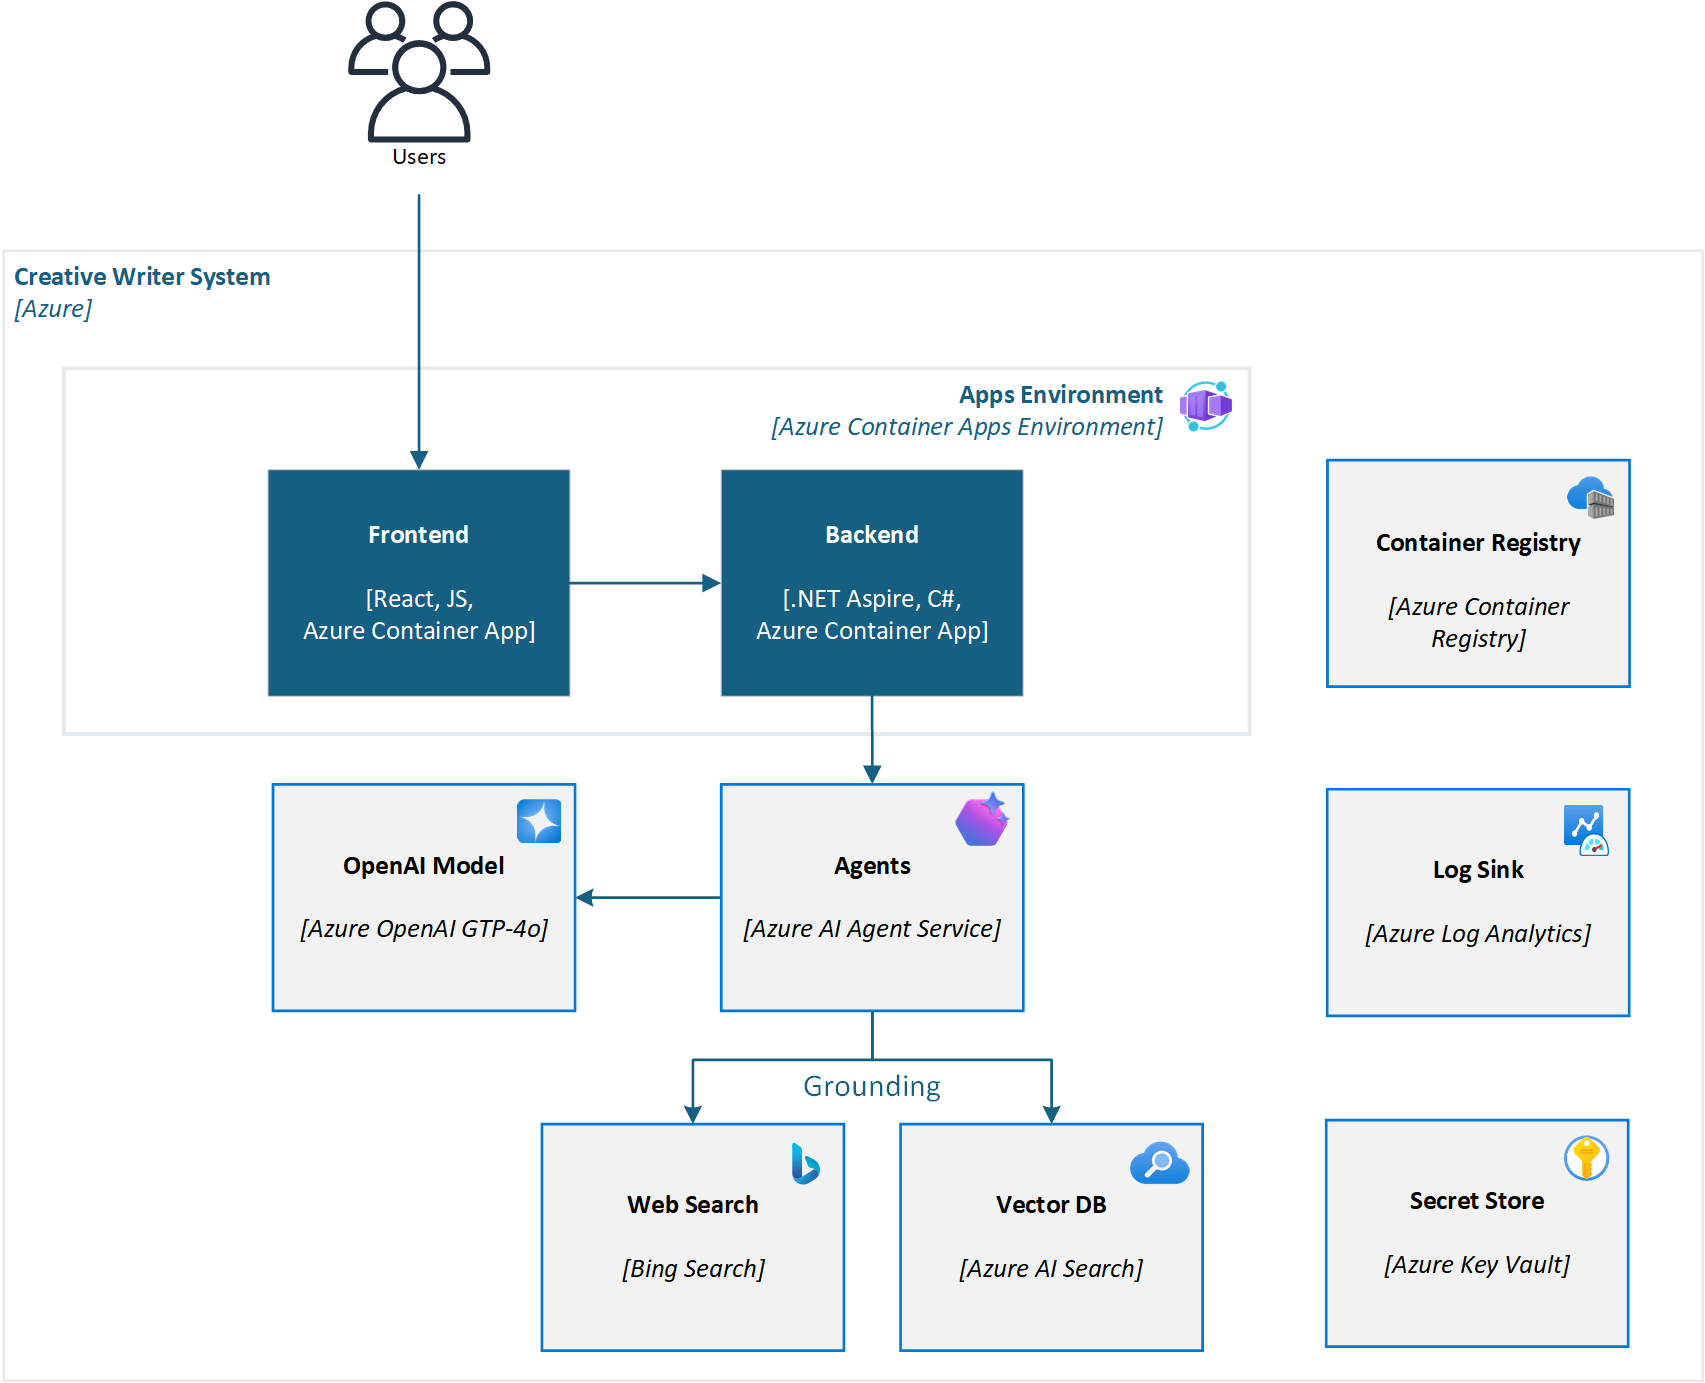 Users
Creative Writer System
[Azure]
Apps Environment
[Azure Container Apps Environment]
Frontend
[React, JS,
Azure Container App]
Backend
[.NET Aspire, C#,
Azure Container App]
Container Registry
[Azure Container
Registry]
OpenAI Model
[Azure OpenAI GTP-4o]
Agents
[Azure AI Agent Service]
Log Sink
[Azure Log Analytics]
Grounding
Web Search
[Bing Search]
Vector DB
[Azure AI Search]
Secret Store
[Azure Key Vault]